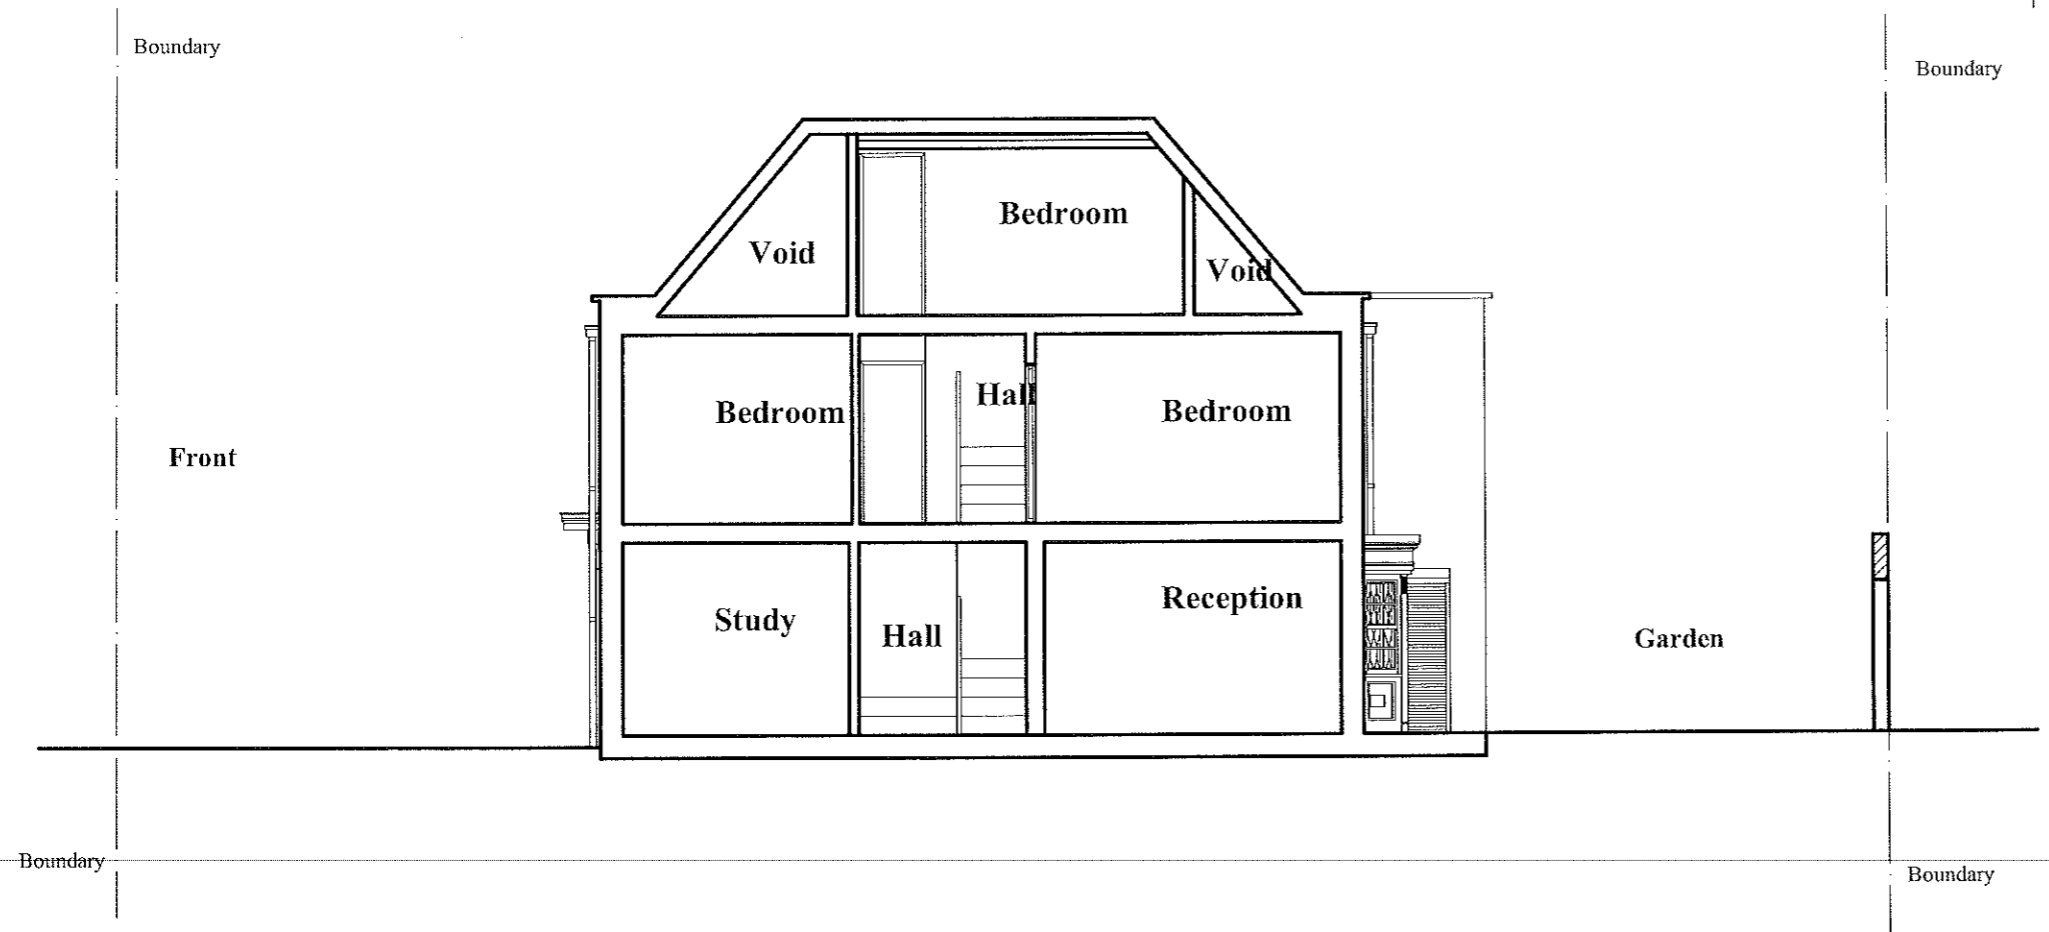 Boundary
Boundary
Bedroom
Void
Void
Hall
Bedroom
Bedroom
Front
Reception
Study
Hall
Garden
Boundary
Boundary